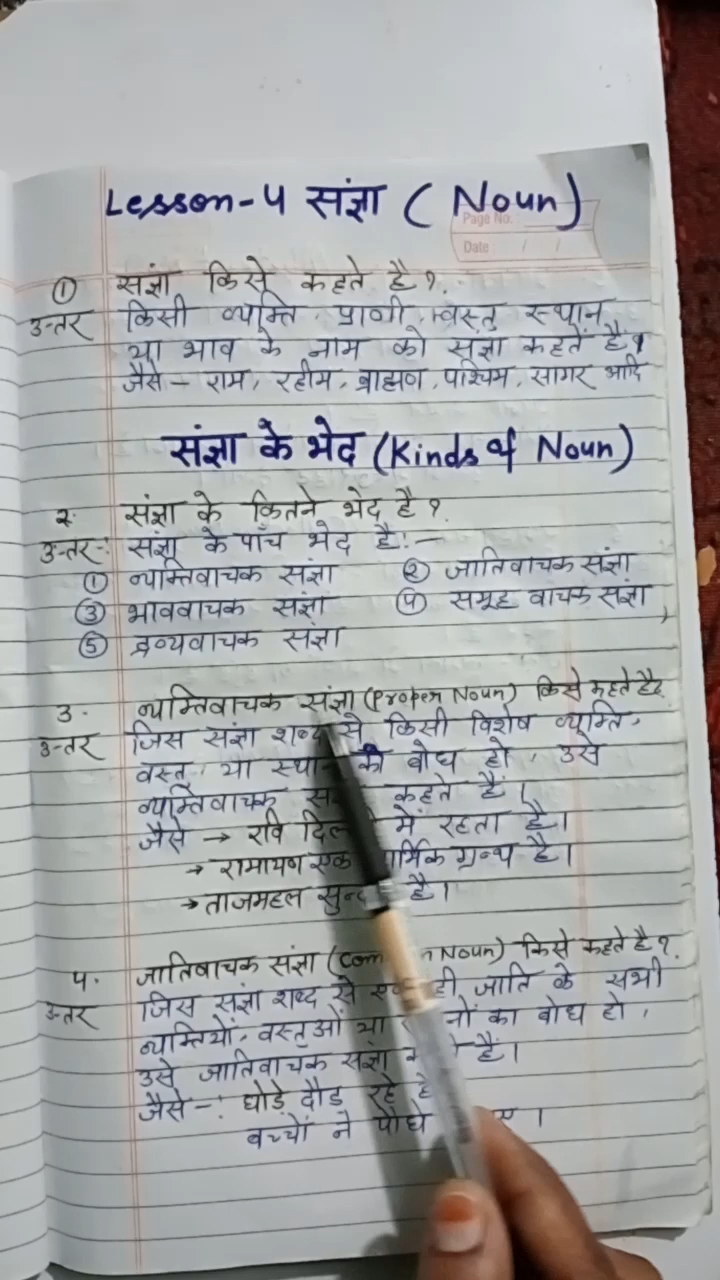 Lesson-4 संज्ञा ( Noun )
Page No.
Date : / /
① संज्ञा किसे कहते है ?
उत्तर किसी व्यक्ति, प्राणी, वस्तु स्थान
या भाव के नाम को संज्ञा कहते है।
जैसे - राम, रहीम, ब्राह्मण, पश्चिम, सागर आदि
संज्ञा के भेद (Kinds of Noun)
२. संज्ञा के कितने भेद है ?
उत्तर-: संज्ञा के पाँच भेद है:-
① व्यक्तिवाचक संज्ञा ② जातिवाचक संज्ञा
③ भाववाचक संज्ञा ④ समूह वाचक संज्ञा
⑤ द्रव्यवाचक संज्ञा
3. व्यक्तिवाचक संज्ञा (Proper Noun) किसे कहते है ?
उत्तर जिस संज्ञा शब्द से किसी विशेष व्यक्ति,
वस्तु, या की बोध हो, उसे
व्यक्तिवाचक कहते हैं।
जैसे → रवि में रहता है।
→ रामायण एक ग्रन्थ है।
→ ताजमहल है।
4. जातिवाचक संज्ञा ( Noun) किसे कहते है ?
उत्तर जिस संज्ञा शब्द से ही जाति के सभी
व्यक्तियों, वस्तुओं या का बोध हो,
उसे जातिवाचक संज्ञा हैं।
जैसे -: घोड़े दौड़ रहे
बच्चों ने पौधे ।